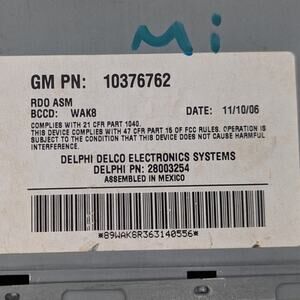 Mi
GM PN: 10376762
RDO ASM
BCCD: WAK8 DATE: 11/10/06
COMPLIES WITH 21 CFR PART 1040.
THIS DEVICE COMPLIES WITH 47 CFR PART 15 OF FCC RULES. OPERATION IS
SUBJECT TO THE CONDITION THAT THIS DEVICE DOES NOT CAUSE
HARMFUL INTERFERENCE
DELPHI DELCO ELECTRONICS SYSTEMS
DELPHI PN: 28003254
ASSEMBLED IN MEXICO
*89WAK8R363140556*